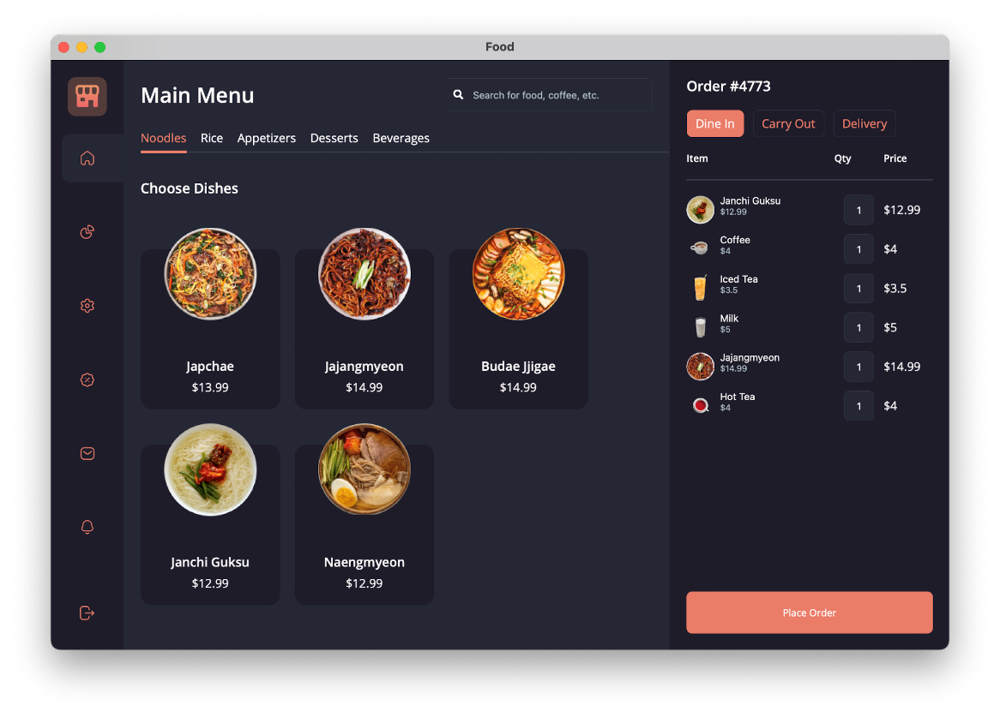 Food
Main Menu
Search for food, coffee, etc.
Noodles Rice Appetizers Desserts Beverages
Choose Dishes
Japchae
$13.99
Jajangmyeon
$14.99
Budae Jjigae
$14.99
Janchi Guksu
$12.99
Naengmyeon
$12.99
Order #4773
Dine In Carry Out Delivery
Item Qty Price
Janchi Guksu
$12.99
1 $12.99
Coffee
$4
1 $4
Iced Tea
$3.5
1 $3.5
Milk
$5
1 $5
Jajangmyeon
$14.99
1 $14.99
Hot Tea
$4
1 $4
Place Order